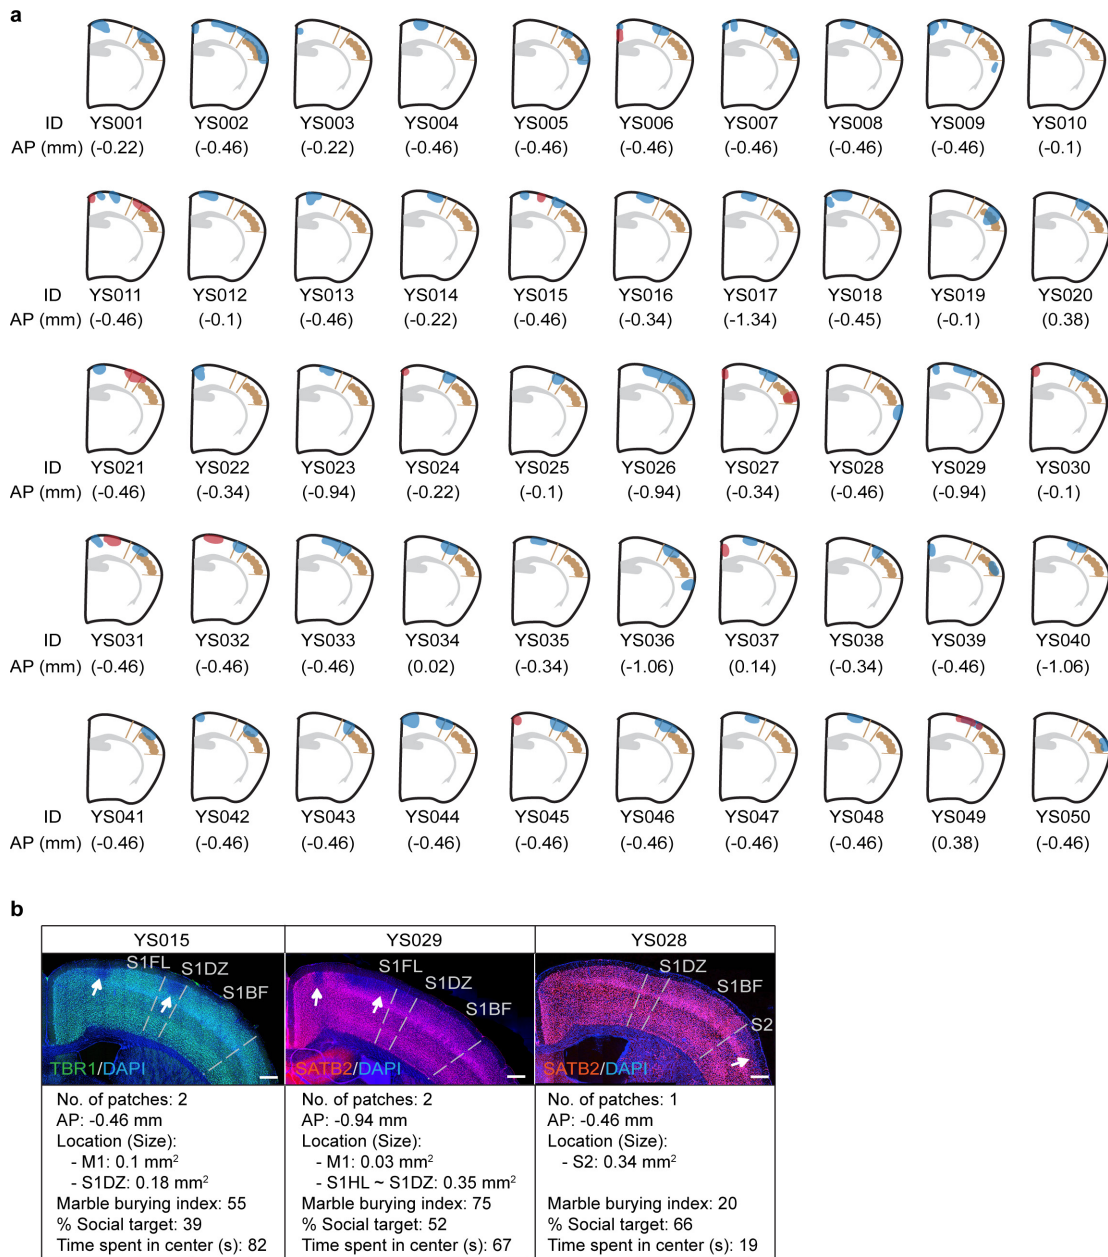 a
ID YS001 YS002 YS003 YS004 YS005 YS006 YS007 YS008 YS009 YS010
AP (mm) (-0.22) (-0.46) (-0.22) (-0.46) (-0.46) (-0.46) (-0.46) (-0.46) (-0.46) (-0.1)
ID YS011 YS012 YS013 YS014 YS015 YS016 YS017 YS018 YS019 YS020
AP (mm) (-0.46) (-0.1) (-0.46) (-0.22) (-0.46) (-0.34) (-1.34) (-0.45) (-0.1) (0.38)
ID YS021 YS022 YS023 YS024 YS025 YS026 YS027 YS028 YS029 YS030
AP (mm) (-0.46) (-0.34) (-0.94) (-0.22) (-0.1) (-0.94) (-0.34) (-0.46) (-0.94) (-0.1)
ID YS031 YS032 YS033 YS034 YS035 YS036 YS037 YS038 YS039 YS040
AP (mm) (-0.46) (-0.46) (-0.46) (0.02) (-0.34) (-1.06) (0.14) (-0.34) (-0.46) (-1.06)
ID YS041 YS042 YS043 YS044 YS045 YS046 YS047 YS048 YS049 YS050
AP (mm) (-0.46) (-0.46) (-0.46) (-0.46) (-0.46) (-0.46) (-0.46) (-0.46) (0.38) (-0.46)
b
YS015
S1FL
S1DZ
S1BF
TBR1/DAPI
No. of patches: 2
AP: -0.46 mm
Location (Size):
- M1: 0.1 mm²
- S1DZ: 0.18 mm²
Marble burying index: 55
% Social target: 39
Time spent in center (s): 82
YS029
S1FL
S1DZ
S1BF
SATB2/DAPI
No. of patches: 2
AP: -0.94 mm
Location (Size):
- M1: 0.03 mm²
- S1HL ~ S1DZ: 0.35 mm²
Marble burying index: 75
% Social target: 52
Time spent in center (s): 67
YS028
S1DZ
S1BF
S2
SATB2/DAPI
No. of patches: 1
AP: -0.46 mm
Location (Size):
- S2: 0.34 mm²
Marble burying index: 20
% Social target: 66
Time spent in center (s): 19